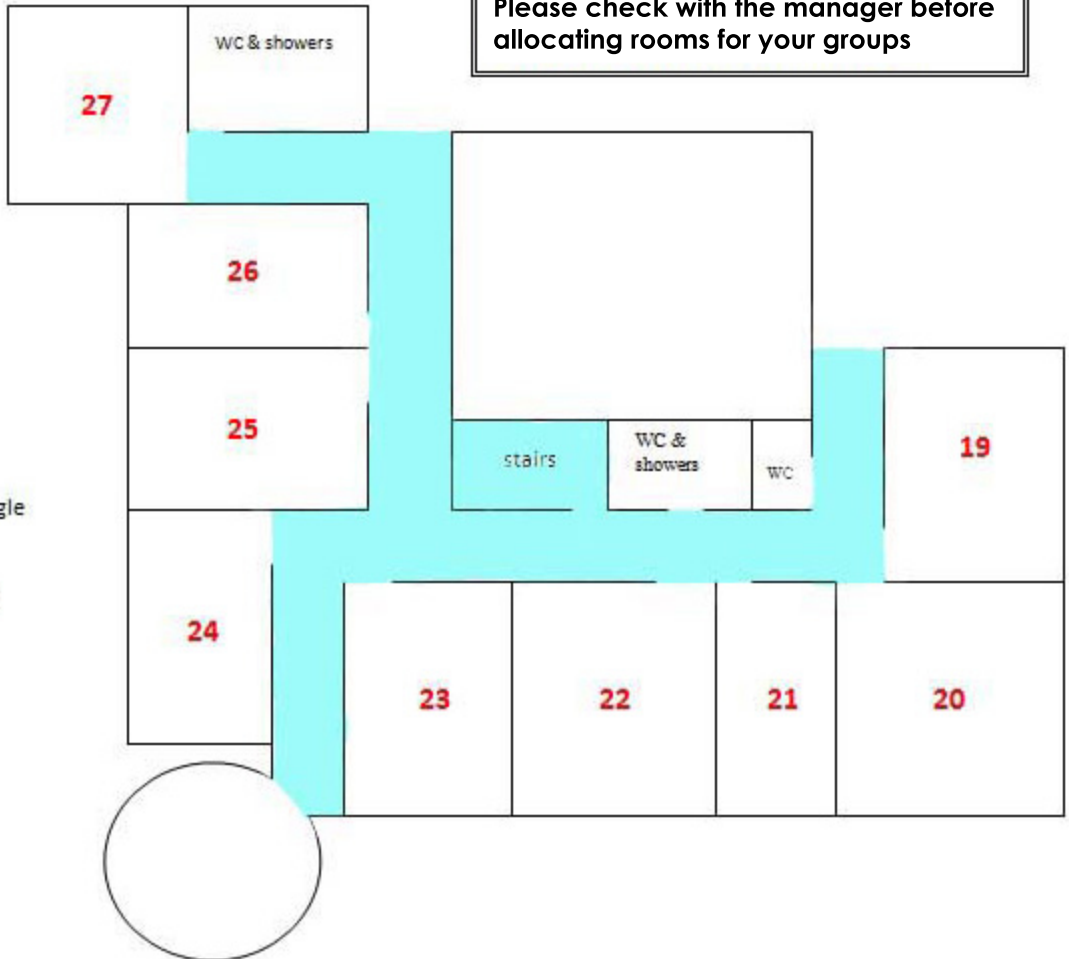 Please check with the manager before
allocating rooms for your groups
WC & showers
27
26
25
stairs
WC &
showers
WC
19
gle
24
23
22
21
20